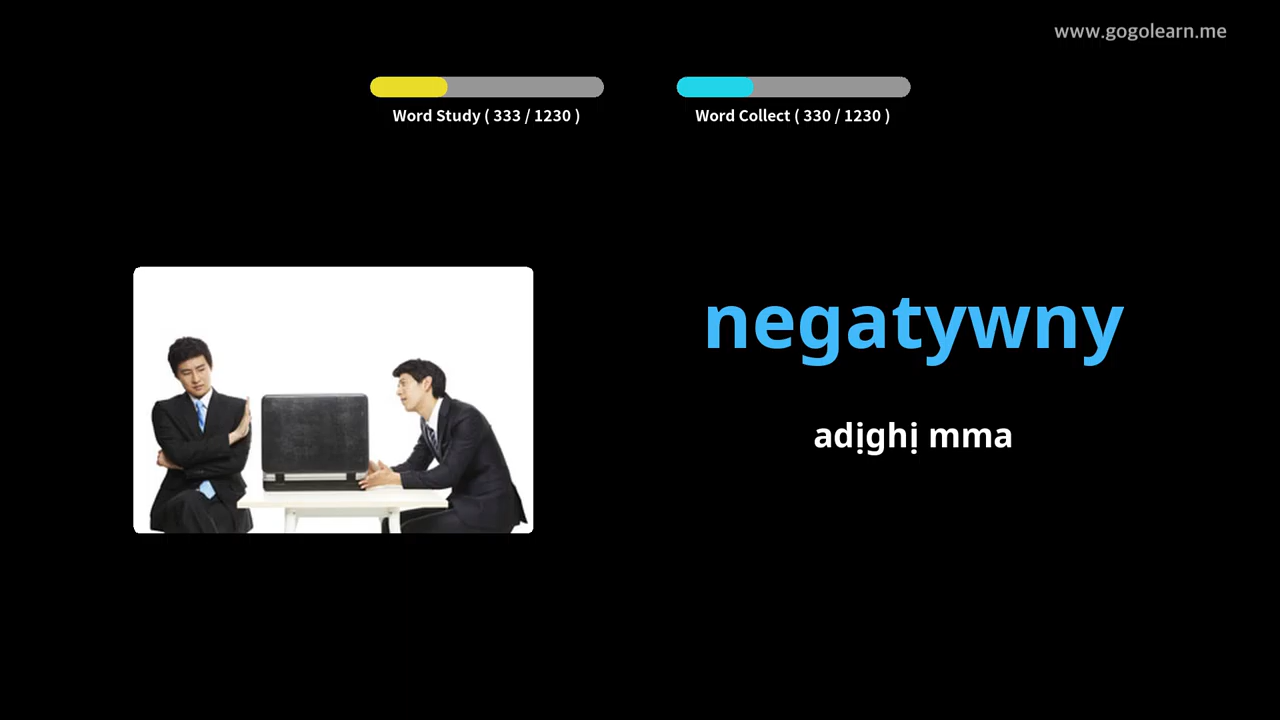 www.gogolearn.me
Word Study ( 333 / 1230 )
Word Collect ( 330 / 1230 )
negatywny
adịghị mma